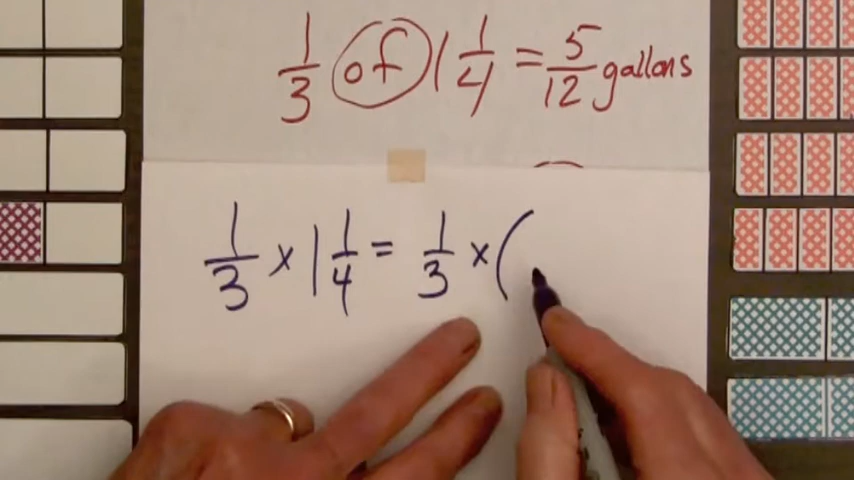 1/3 of 1 1/4 = 5/12 gallons
1/3 x 1 1/4 = 1/3 x (